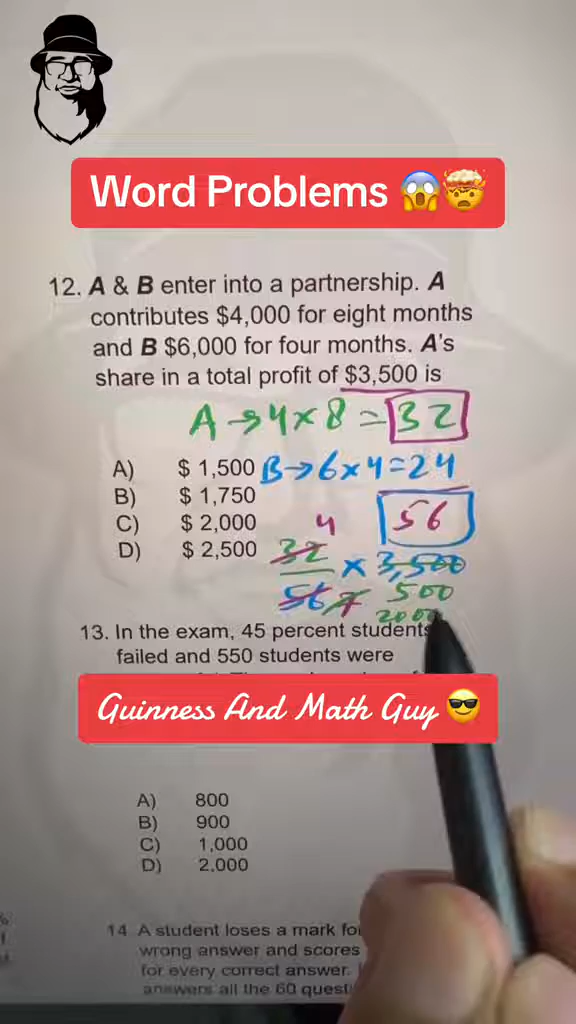 Word Problems 😱🤯
12. A & B enter into a partnership. A
contributes $4,000 for eight months
and B $6,000 for four months. A's
share in a total profit of $3,500 is
A → 4 x 8 = 32
A) $ 1,500 B → 6 x 4 = 24
B) $ 1,750
C) $ 2,000 4 56
D) $ 2,500 32 x 3,500
56 7 500
2000
13. In the exam, 45 percent students
failed and 550 students were
Guinness And Math Guy 😎
A) 800
B) 900
C) 1,000
D) 2,000
14 A student loses a mark fo
wrong answer and scores
for every correct answer.
answers all the 60 questi